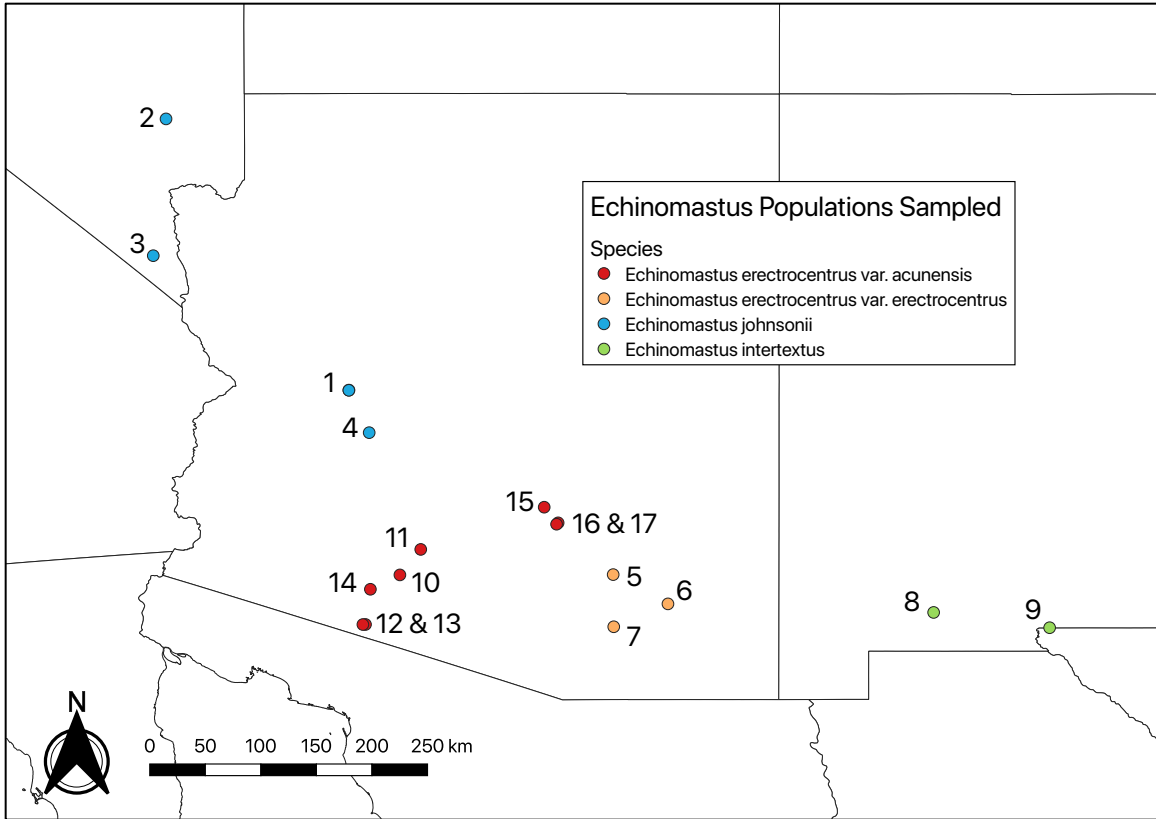 2
Echinomastus Populations Sampled
Species
Echinomastus erectrocentrus var. acunensis
Echinomastus erectrocentrus var. erectrocentrus
Echinomastus johnsonii
Echinomastus intertextus
3
1
4
15
16 & 17
11
10
14
12 & 13
5
6
7
8
9
N
0 50 100 150 200 250 km